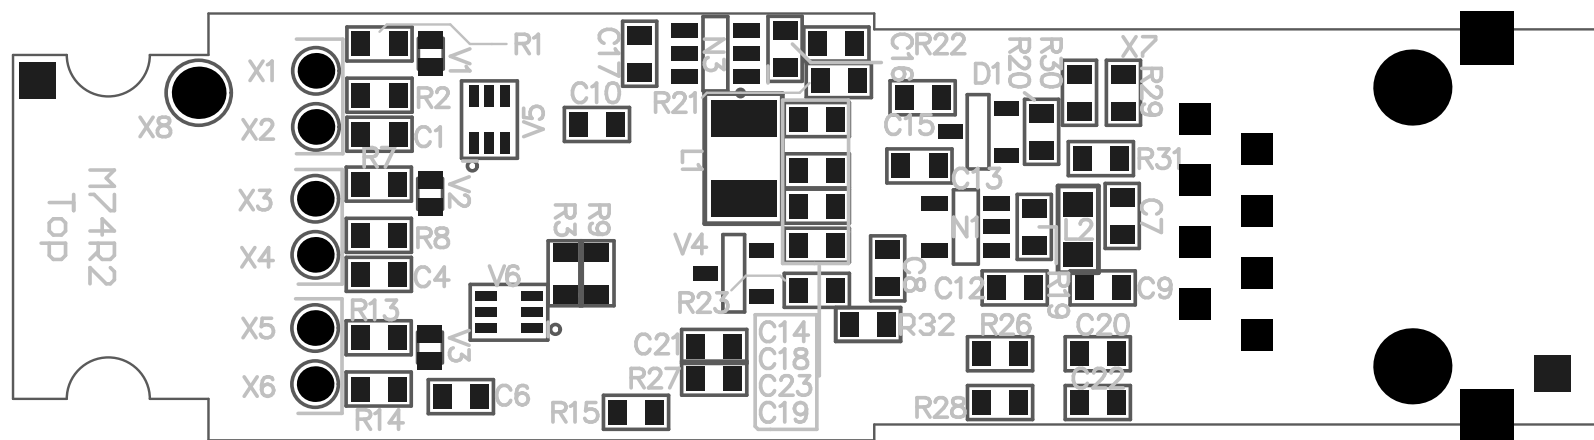 R1
V1
X1
R2
X2
C1
X8
R7
V5
C10
C17
N3
R21
C16
R22
D1
R20
R30
X7
R29
C15
R31
M74R2
Top
X3
V2
R8
X4
C4
R3
R9
V6
L1
V4
R23
C8
C13
N1
L2
C7
C12
R19
C9
R13
X5
V3
X6
R14
C6
C21
R27
R15
C14
C18
C23
C19
R32
R26
C20
C22
R28